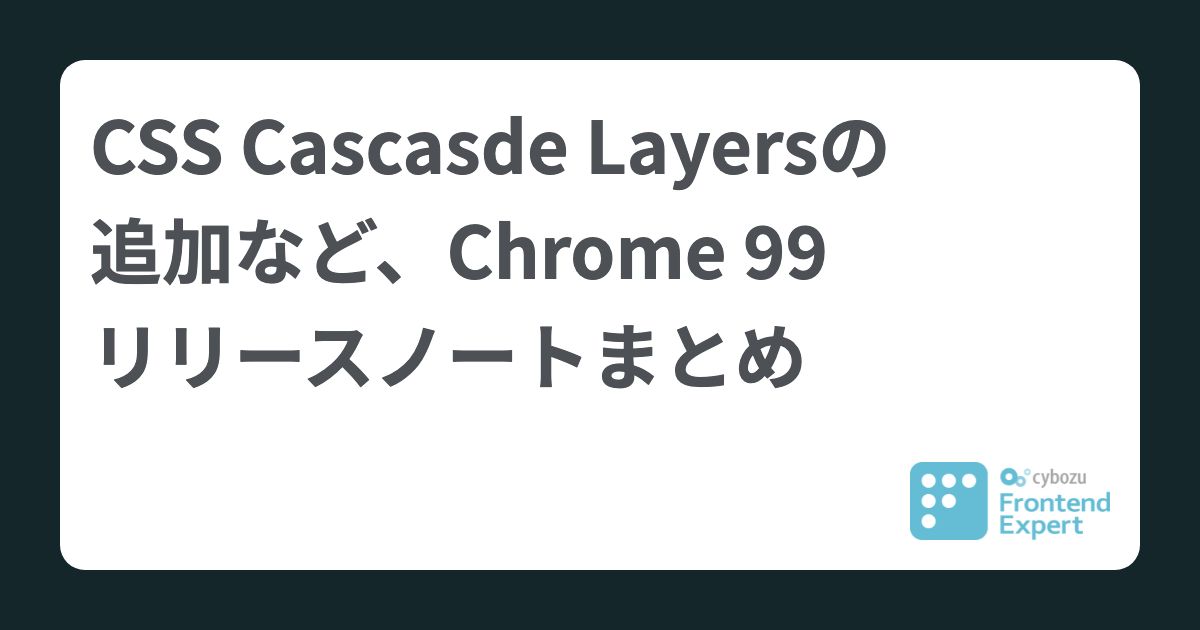 CSS Cascasde Layersの
追加など、Chrome 99
リリースノートまとめ
cybozu
Frontend
Expert